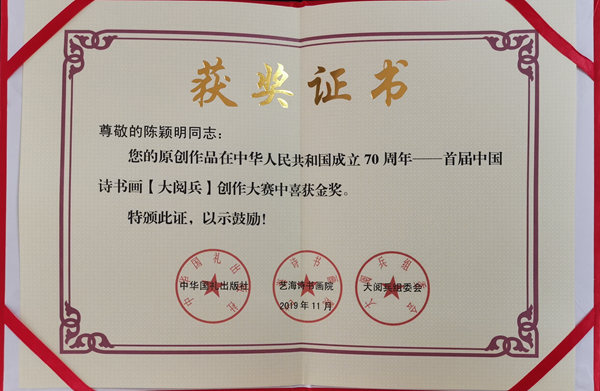 获奖证书
尊敬的陈颖明同志：
您的原创作品在中华人民共和国成立70周年——首届中国
诗书画【大阅兵】创作大赛中喜获金奖。
特颁此证，以示鼓励！
中华国礼出版社
艺海诗书画院
大阅兵组委会
2019年11月